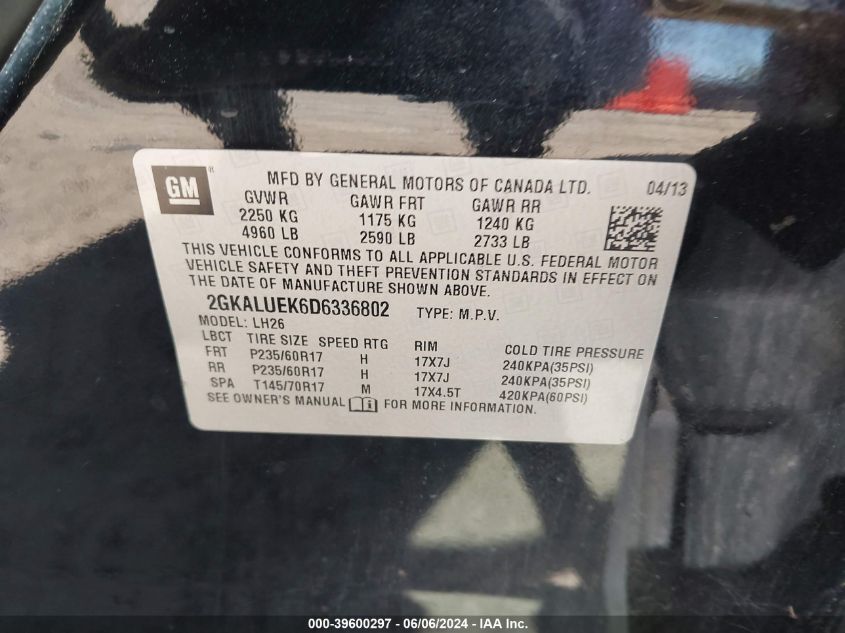 GM MFD BY GENERAL MOTORS OF CANADA LTD. 04/13
GVWR GAWR FRT GAWR RR
2250 KG 1175 KG 1240 KG
4960 LB 2590 LB 2733 LB
THIS VEHICLE CONFORMS TO ALL APPLICABLE U.S. FEDERAL MOTOR
VEHICLE SAFETY AND THEFT PREVENTION STANDARDS IN EFFECT ON
THE DATE OF MANUFACTURE SHOWN ABOVE.
2GKALUEK6D6336802 TYPE: M.P.V.
MODEL: LH26
LBCT TIRE SIZE SPEED RTG RIM COLD TIRE PRESSURE
FRT P235/60R17 H 17X7J 240KPA(35PSI)
RR P235/60R17 H 17X7J 240KPA(35PSI)
SPA T145/70R17 M 17X4.5T 420KPA(60PSI)
SEE OWNER'S MANUAL FOR MORE INFORMATION.
000-39600297 - 06/06/2024 - IAA Inc.